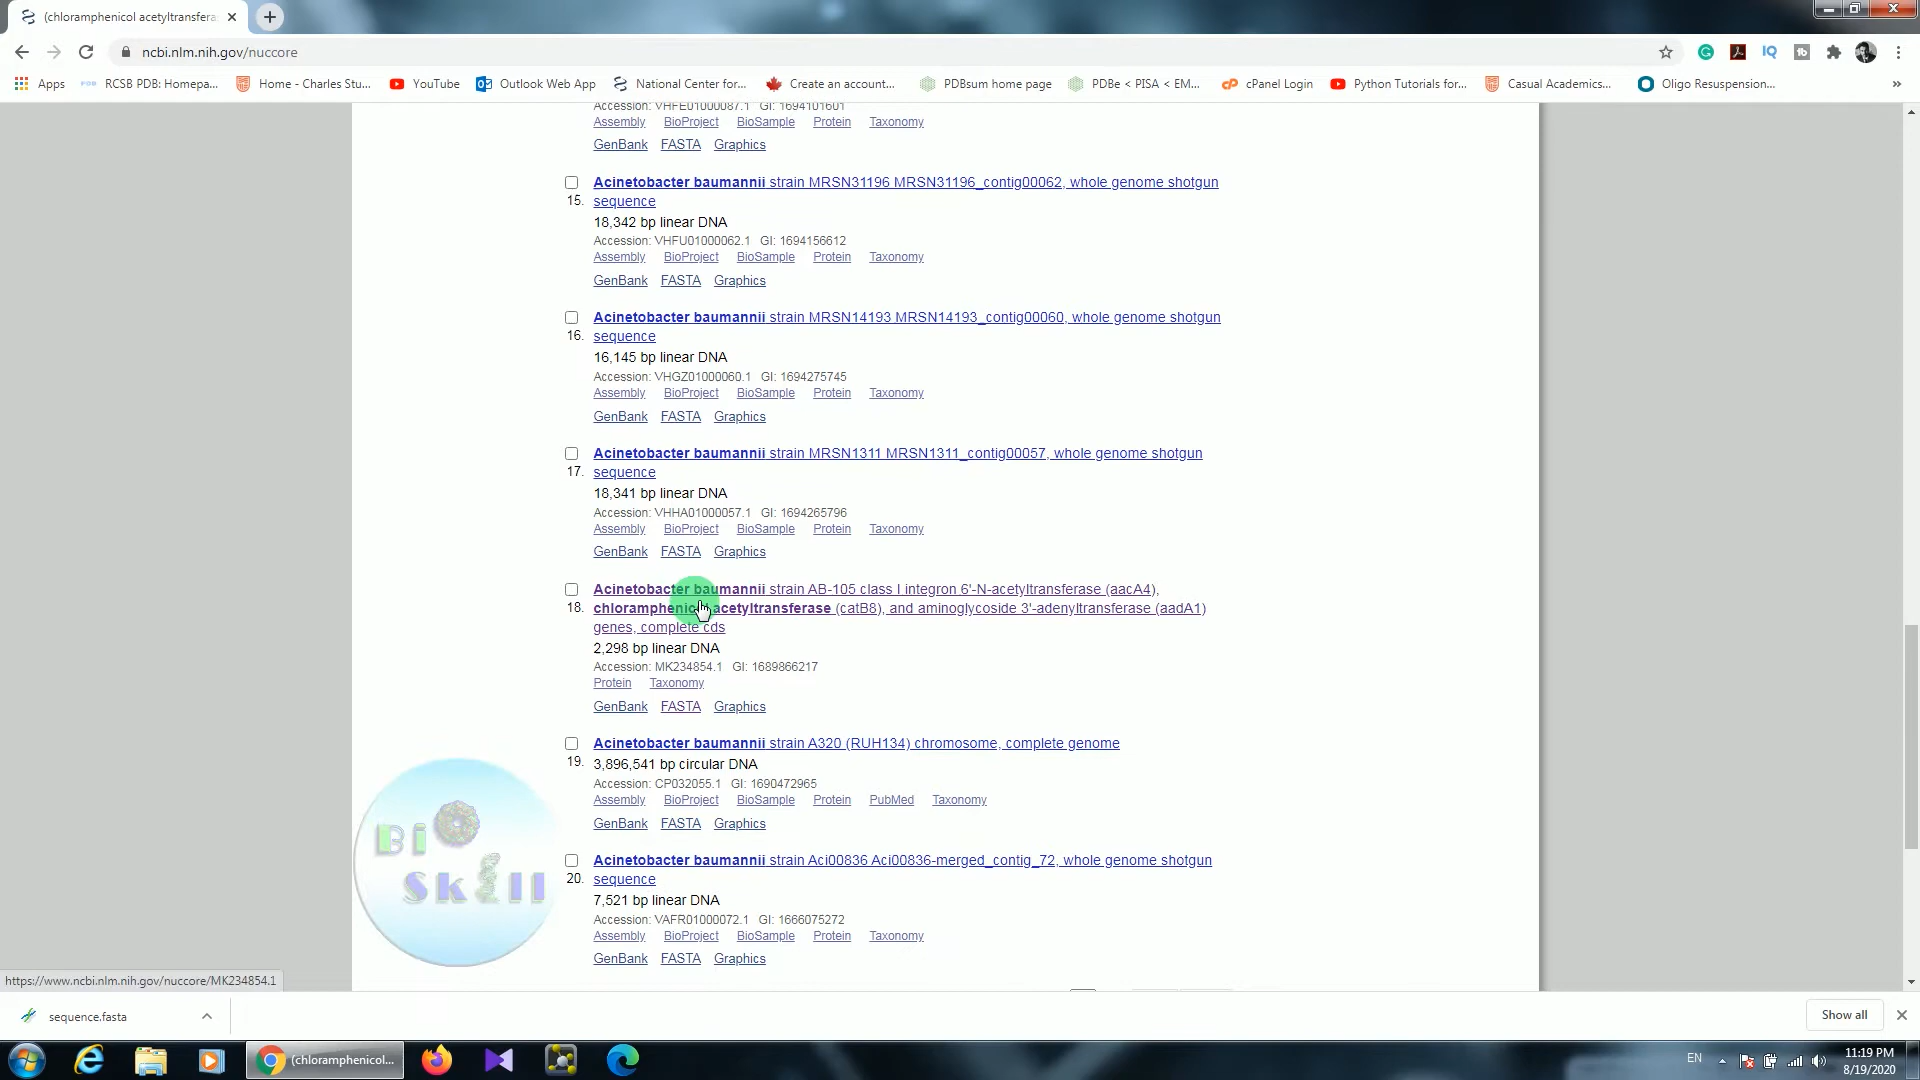 (chloramphenicol acetyltransfera
ncbi.nlm.nih.gov/nuccore
Apps RCSB PDB: Homepa... Home - Charles Stu... YouTube Outlook Web App National Center for... Create an account... PDBsum home page PDBe < PISA < EM... cPanel Login Python Tutorials for... Casual Academics... Oligo Resuspension... »
Accession: VHFE01000087.1 GI: 1694101601
Assembly BioProject BioSample Protein Taxonomy
GenBank FASTA Graphics
Acinetobacter baumannii strain MRSN31196 MRSN31196_contig00062, whole genome shotgun
15. sequence
18,342 bp linear DNA
Accession: VHFU01000062.1 GI: 1694156612
Assembly BioProject BioSample Protein Taxonomy
GenBank FASTA Graphics
Acinetobacter baumannii strain MRSN14193 MRSN14193_contig00060, whole genome shotgun
16. sequence
16,145 bp linear DNA
Accession: VHGZ01000060.1 GI: 1694275745
Assembly BioProject BioSample Protein Taxonomy
GenBank FASTA Graphics
Acinetobacter baumannii strain MRSN1311 MRSN1311_contig00057, whole genome shotgun
17. sequence
18,341 bp linear DNA
Accession: VHHA01000057.1 GI: 1694265796
Assembly BioProject BioSample Protein Taxonomy
GenBank FASTA Graphics
Acinetobacter baumannii strain AB-105 class I integron 6'-N-acetyltransferase (aacA4),
18. chloramphenicol acetyltransferase (catB8), and aminoglycoside 3'-adenyltransferase (aadA1)
genes, complete cds
2,298 bp linear DNA
Accession: MK234854.1 GI: 1689866217
Protein Taxonomy
GenBank FASTA Graphics
Acinetobacter baumannii strain A320 (RUH134) chromosome, complete genome
19. 3,896,541 bp circular DNA
Accession: CP032055.1 GI: 1690472965
Assembly BioProject BioSample Protein PubMed Taxonomy
GenBank FASTA Graphics
Acinetobacter baumannii strain Aci00836 Aci00836-merged_contig_72, whole genome shotgun
20. sequence
7,521 bp linear DNA
Accession: VAFR01000072.1 GI: 1666075272
Assembly BioProject BioSample Protein Taxonomy
GenBank FASTA Graphics
Bio
Skill
https://www.ncbi.nlm.nih.gov/nuccore/MK234854.1
sequence.fasta Show all
(chloramphenicol... EN 11:19 PM
8/19/2020